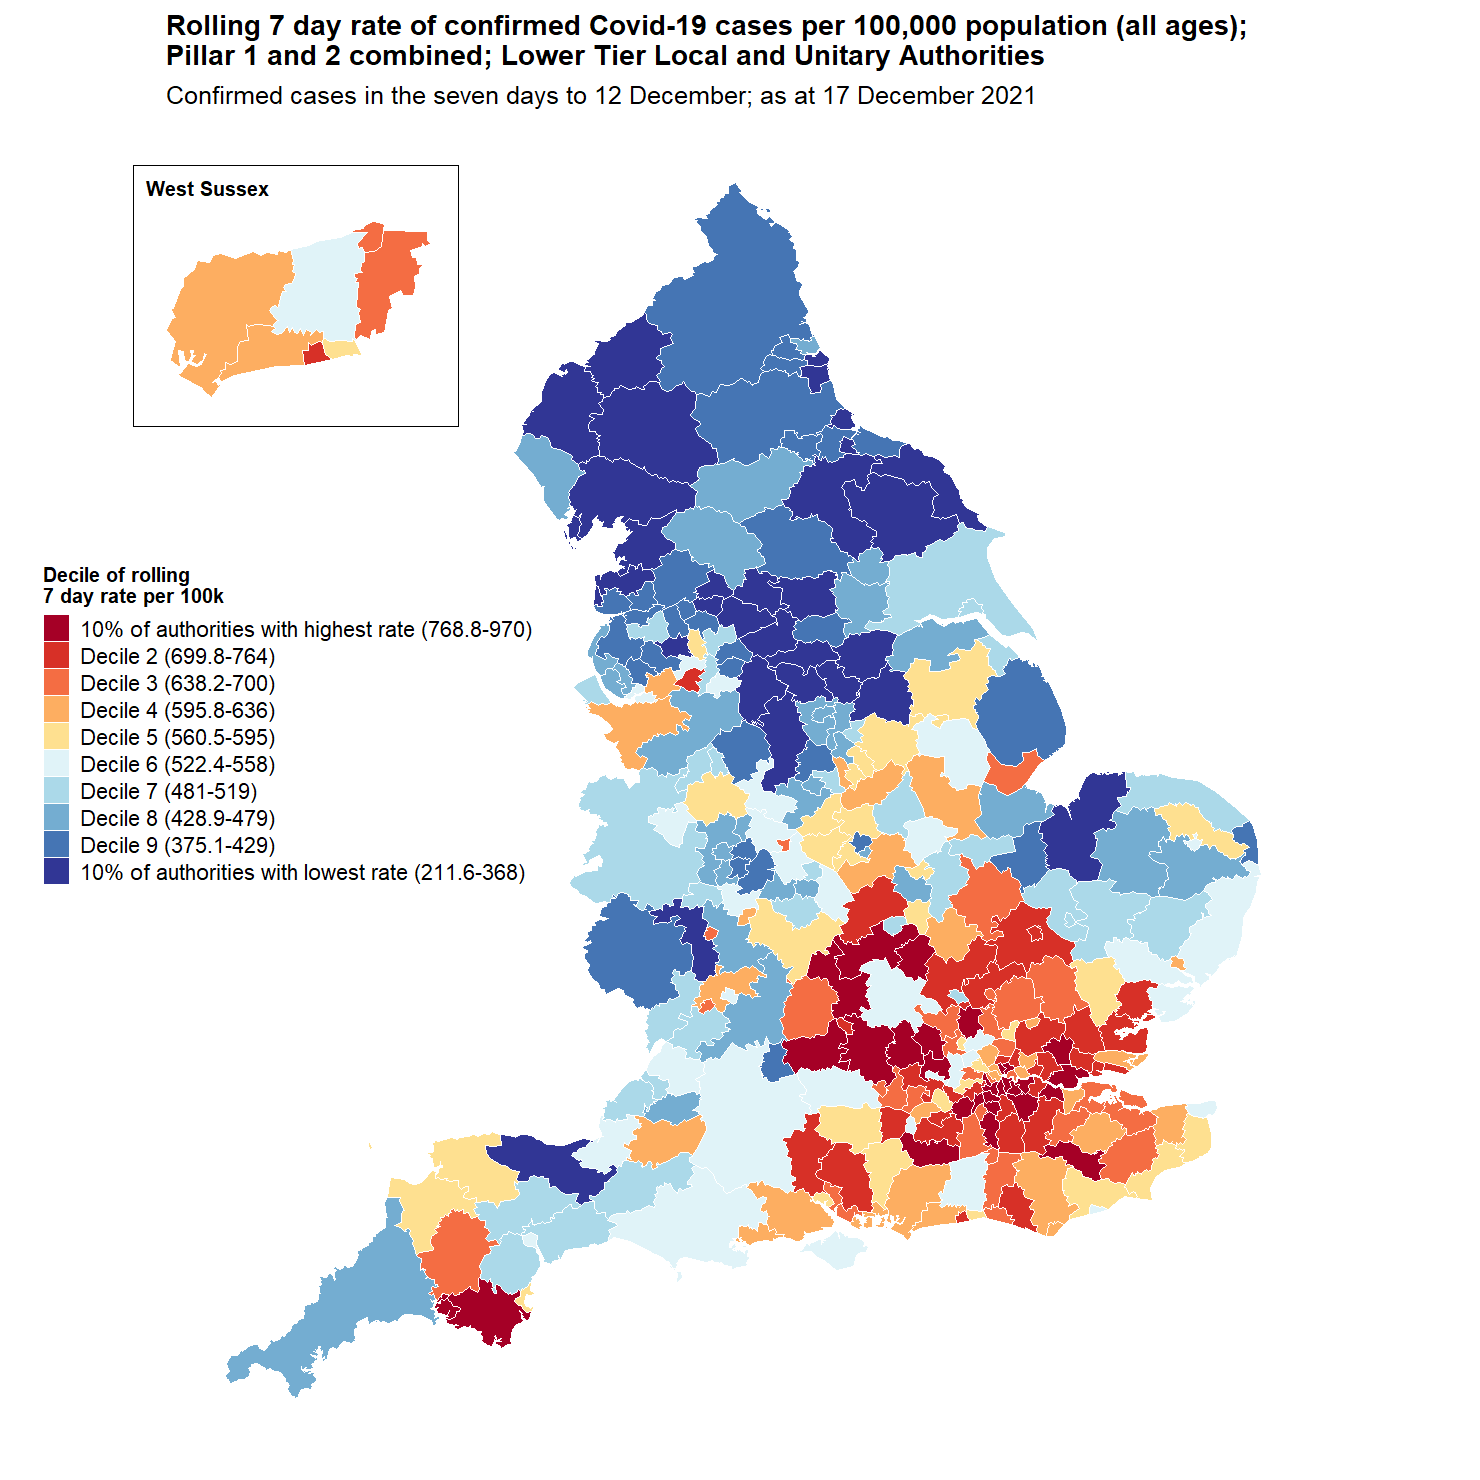 Rolling 7 day rate of confirmed Covid-19 cases per 100,000 population (all ages);
Pillar 1 and 2 combined; Lower Tier Local and Unitary Authorities
Confirmed cases in the seven days to 12 December; as at 17 December 2021
West Sussex
Decile of rolling
7 day rate per 100k
10% of authorities with highest rate (768.8-970)
Decile 2 (699.8-764)
Decile 3 (638.2-700)
Decile 4 (595.8-636)
Decile 5 (560.5-595)
Decile 6 (522.4-558)
Decile 7 (481-519)
Decile 8 (428.9-479)
Decile 9 (375.1-429)
10% of authorities with lowest rate (211.6-368)